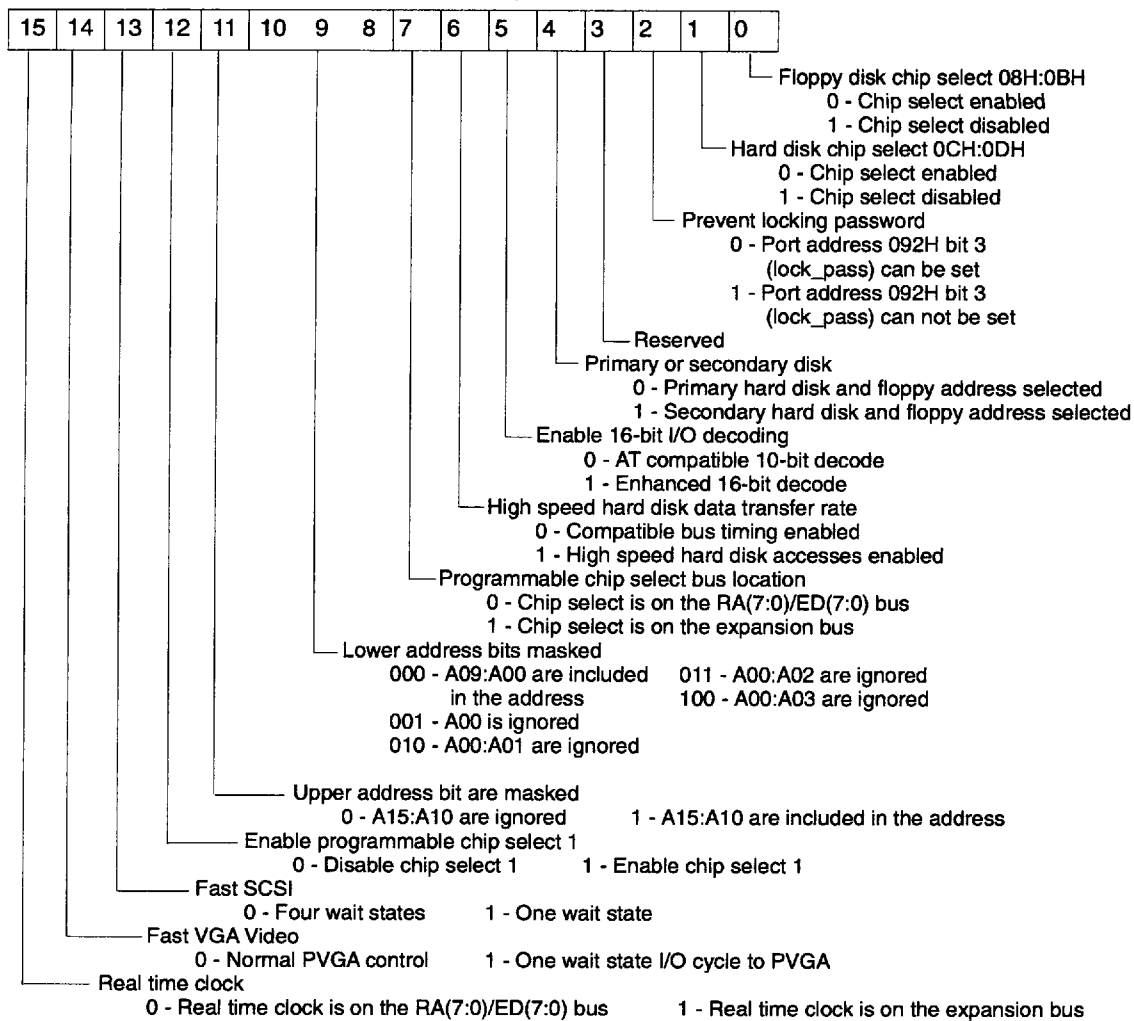 15 14 13 12 11 10 9 8 7 6 5 4 3 2 1 0
Floppy disk chip select 08H:0BH
0 - Chip select enabled
1 - Chip select disabled
Hard disk chip select 0CH:0DH
0 - Chip select enabled
1 - Chip select disabled
Prevent locking password
0 - Port address 092H bit 3
(lock_pass) can be set
1 - Port address 092H bit 3
(lock_pass) can not be set
Reserved
Primary or secondary disk
0 - Primary hard disk and floppy address selected
1 - Secondary hard disk and floppy address selected
Enable 16-bit I/O decoding
0 - AT compatible 10-bit decode
1 - Enhanced 16-bit decode
High speed hard disk data transfer rate
0 - Compatible bus timing enabled
1 - High speed hard disk accesses enabled
Programmable chip select bus location
0 - Chip select is on the RA(7:0)/ED(7:0) bus
1 - Chip select is on the expansion bus
Lower address bits masked
000 - A09:A00 are included 011 - A00:A02 are ignored
in the address 100 - A00:A03 are ignored
001 - A00 is ignored
010 - A00:A01 are ignored
Upper address bit are masked
0 - A15:A10 are ignored 1 - A15:A10 are included in the address
Enable programmable chip select 1
0 - Disable chip select 1 1 - Enable chip select 1
Fast SCSI
0 - Four wait states 1 - One wait state
Fast VGA Video
0 - Normal PVGA control 1 - One wait state I/O cycle to PVGA
Real time clock
0 - Real time clock is on the RA(7:0)/ED(7:0) bus 1 - Real time clock is on the expansion bus